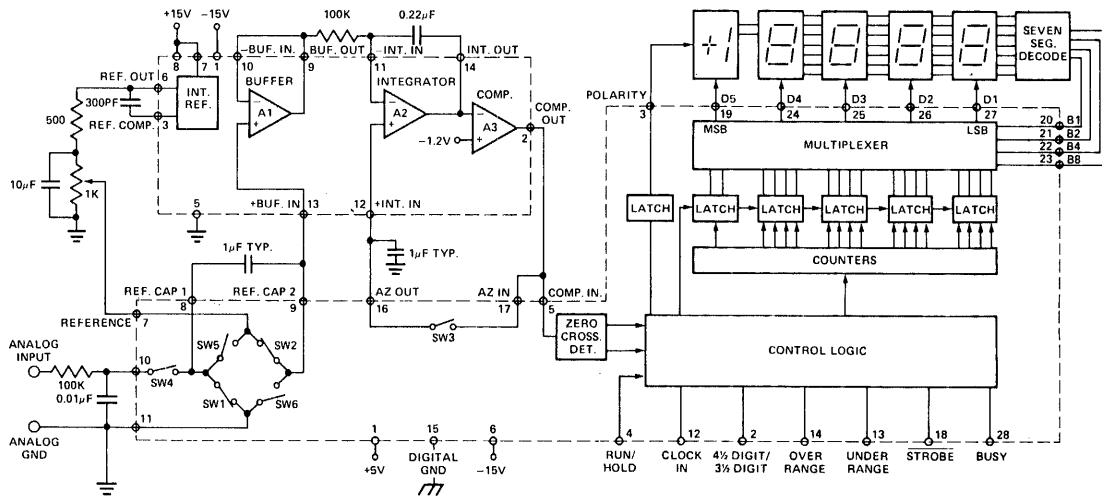 +15V
-15V
100K
0.22µF
8
7
1
-BUF. IN
10
BUF. OUT
9
-INT. IN
11
INT. OUT
14
REF. OUT
6
300PF
REF. COMP.
3
INT. REF.
BUFFER
A1
INTEGRATOR
A2
COMP.
A3
-1.2V
COMP. OUT
2
500
10µF
1K
5
+BUF. IN
13
12
+INT. IN
1µF TYP.
1µF TYP.
REF. CAP 1
8
REF. CAP 2
9
AZ OUT
16
AZ IN
17
COMP. IN.
5
REFERENCE
7
SW3
ZERO CROSS. DET.
ANALOG INPUT
100K
0.01µF
10
SW4
SW5
SW2
SW1
SW6
11
ANALOG GND
1
+5V
15
DIGITAL GND
6
-15V
+1
8
8
8
8
SEVEN SEG. DECODE
POLARITY
3
D5
19
D4
24
D3
25
D2
26
D1
27
MSB
LSB
MULTIPLEXER
20
B1
21
B2
22
B4
23
B8
LATCH
LATCH
LATCH
LATCH
LATCH
LATCH
COUNTERS
CONTROL LOGIC
4
RUN/
HOLD
12
CLOCK
IN
2
4½ DIGIT/
3½ DIGIT
14
OVER
RANGE
13
UNDER
RANGE
18
STROBE
28
BUSY